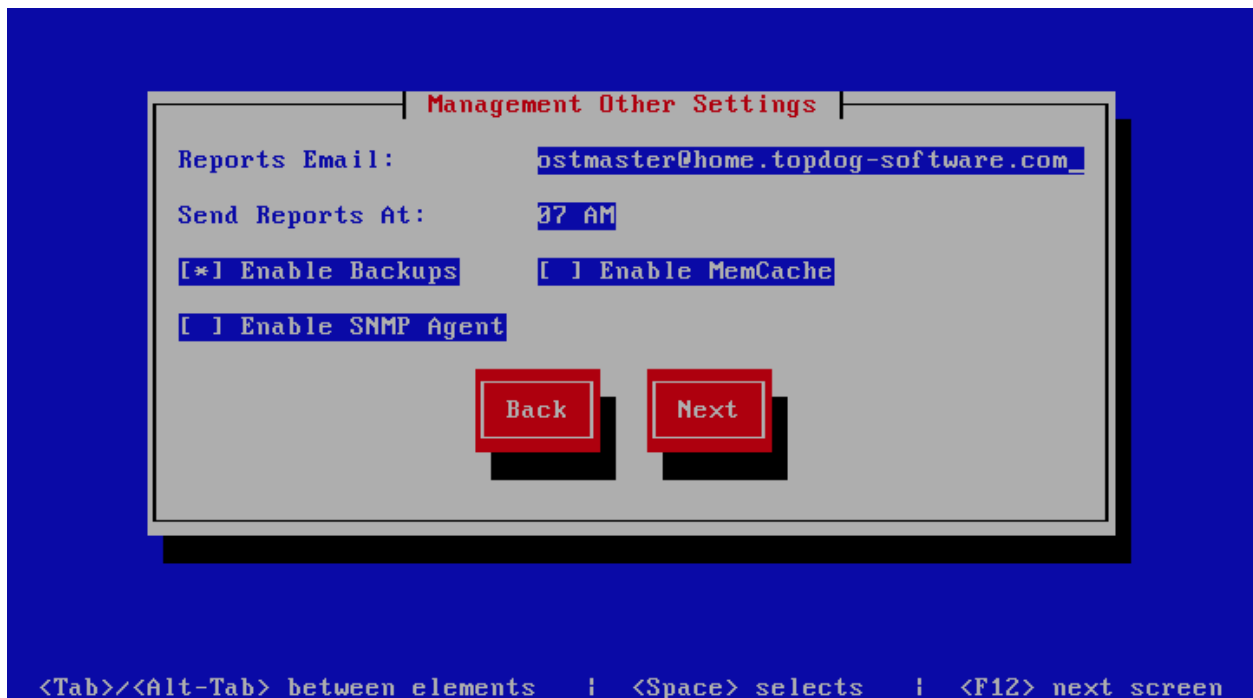 Management Other Settings
Reports Email: ostmaster@home.topdog-software.com_
Send Reports At: 07 AM
[*] Enable Backups [ ] Enable MemCache
[ ] Enable SNMP Agent
Back Next
<Tab>/<Alt-Tab> between elements | <Space> selects | <F12> next screen